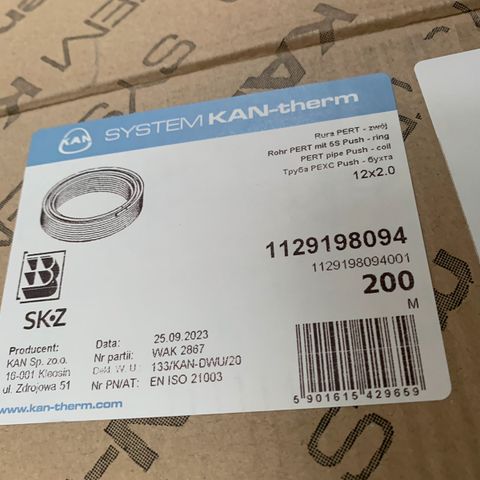 KAN SYSTEM KAN-therm
Rura PERT - zwój
Rohr PERT mit 5S Push - ring
PERT pipe Push - coil
Труба PEXC Push - бухта
12x2.0
1129198094
1129198094001
200
M
SK Z
Producent:
KAN Sp. zo.o.
16-001 Kleosin
ul. Zdrojowa 51
Data: 25.09.2023
Nr partii: WAK 2867
133/KAN-DWU/20
Nr PN/AT: EN ISO 21003
www.kan-therm.com
5 901615 429659